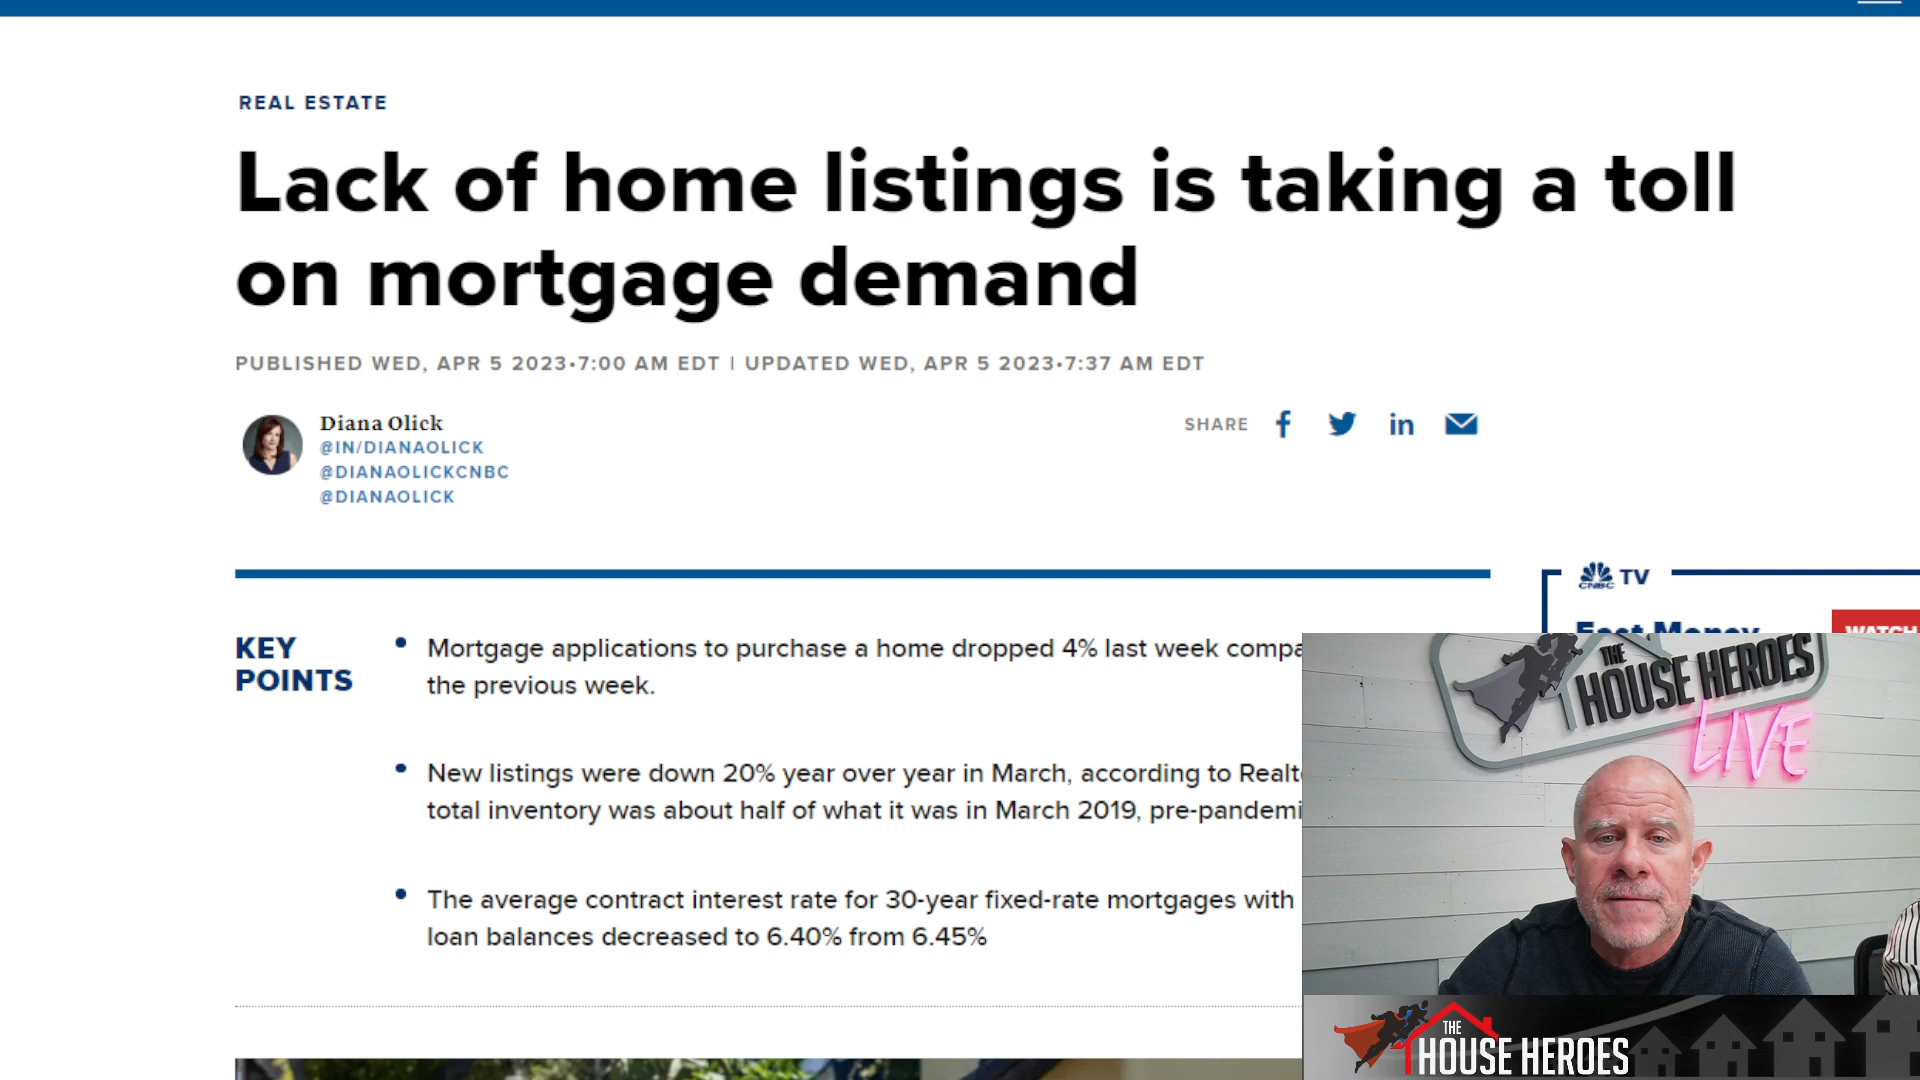 REAL ESTATE
Lack of home listings is taking a toll
on mortgage demand
PUBLISHED WED, APR 5 2023•7:00 AM EDT | UPDATED WED, APR 5 2023•7:37 AM EDT
Diana Olick
@IN/DIANAOLICK
@DIANAOLICKCNBC
@DIANAOLICK
SHARE
CNBC TV
Fast Money
WATCH
KEY
POINTS
• Mortgage applications to purchase a home dropped 4% last week compa
the previous week.
• New listings were down 20% year over year in March, according to Realt
total inventory was about half of what it was in March 2019, pre-pandemi
• The average contract interest rate for 30-year fixed-rate mortgages with
loan balances decreased to 6.40% from 6.45%
THE
HOUSE HEROES
LIVE
THE
HOUSE HEROES